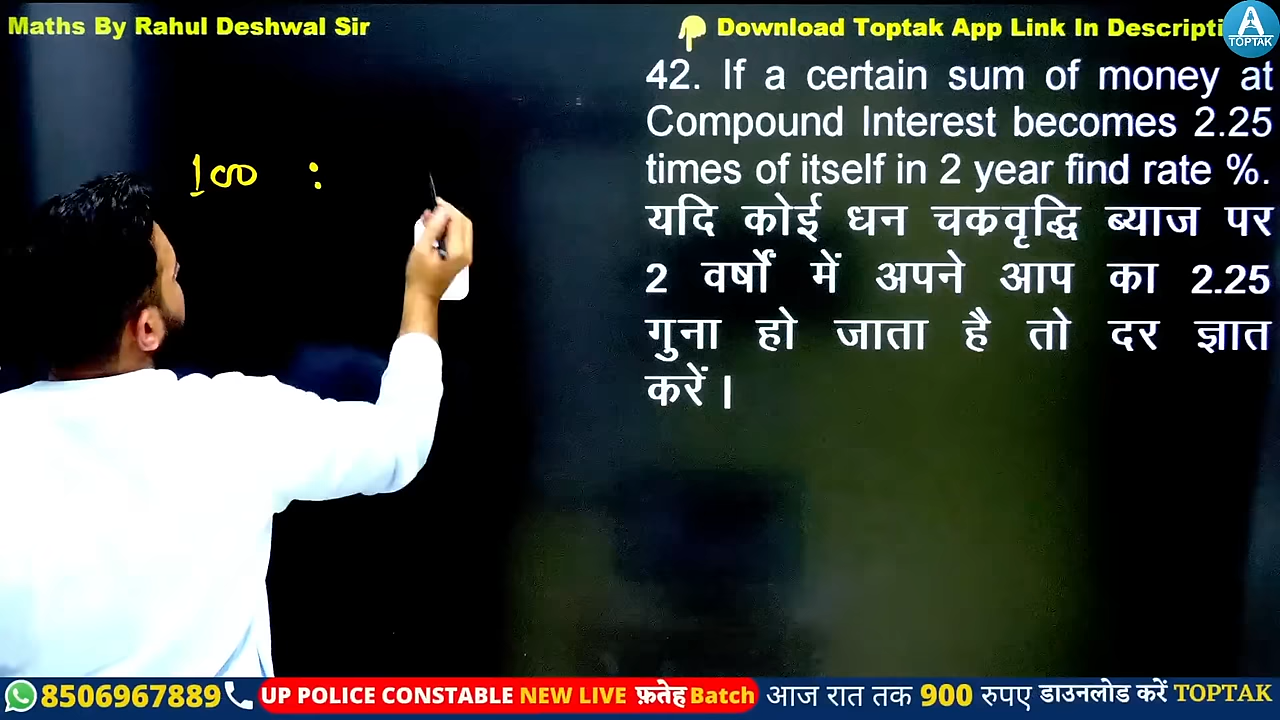 Maths By Rahul Deshwal Sir
Download Toptak App Link In Descripti
TOPTAK
42. If a certain sum of money at
Compound Interest becomes 2.25
times of itself in 2 year find rate %.
यदि कोई धन चक्रवृद्धि ब्याज पर
2 वर्षों में अपने आप का 2.25
गुना हो जाता है तो दर ज्ञात
करें।
100 :
8506967889 UP POLICE CONSTABLE NEW LIVE फ़तेह Batch आज रात तक 900 रुपए डाउनलोड करें TOPTAK